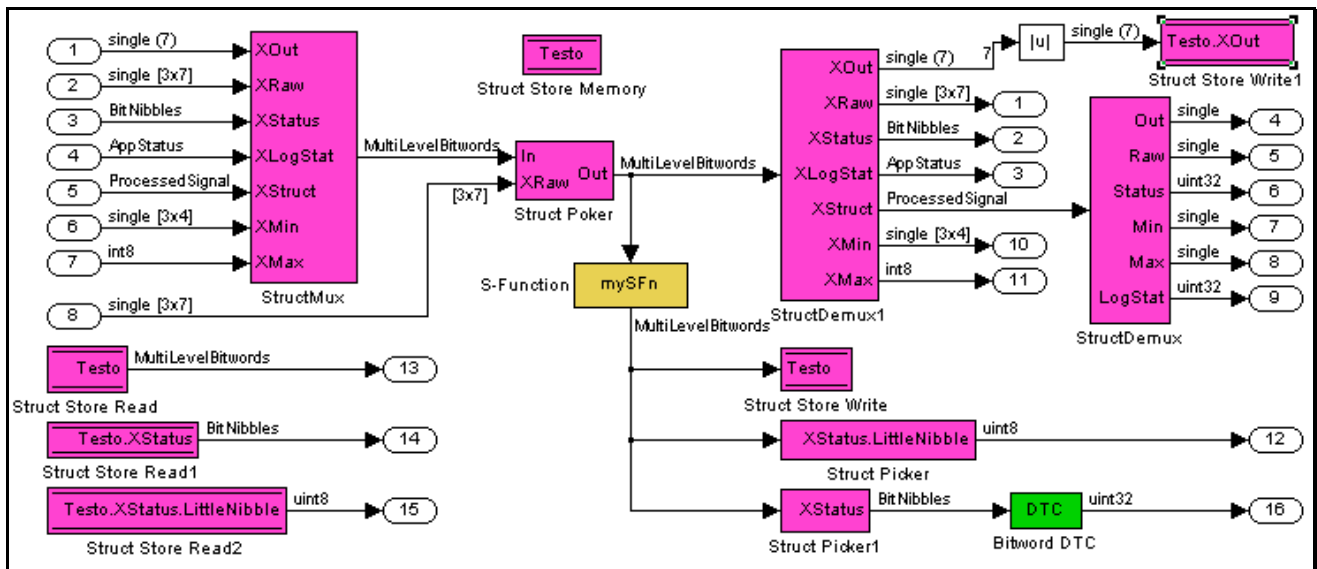 1
single (7)
2
single [3x7]
3
BitNibbles
4
AppStatus
5
ProcessedSignal
6
single [3x4]
7
int8
8
single [3x7]
XOut
XRaw
XStatus
XLogStat
XStruct
XMin
XMax
StructMux
MultiLevelBitwords
[3x7]
Testo
Struct Store Memory
In
XRaw
Out
Struct Poker
MultiLevelBitwords
S-Function
mySFn
MultiLevelBitwords
XOut
XRaw
XStatus
XLogStat
XStruct
XMin
XMax
StructDemux1
single (7)
7
|u|
single (7)
Testo.XOut
Struct Store Write1
single [3x7]
1
BitNibbles
2
AppStatus
3
ProcessedSignal
single [3x4]
10
int8
11
Out
Raw
Status
Min
Max
LogStat
StructDemux
single
4
single
5
uint32
6
single
7
single
8
uint32
9
Testo
MultiLevelBitwords
13
Struct Store Read
Testo.XStatus
BitNibbles
14
Struct Store Read1
Testo.XStatus.LittleNibble
uint8
15
Struct Store Read2
Testo
Struct Store Write
XStatus.LittleNibble
uint8
12
Struct Picker
XStatus
BitNibbles
DTC
uint32
16
Struct Picker1
Bitword DTC